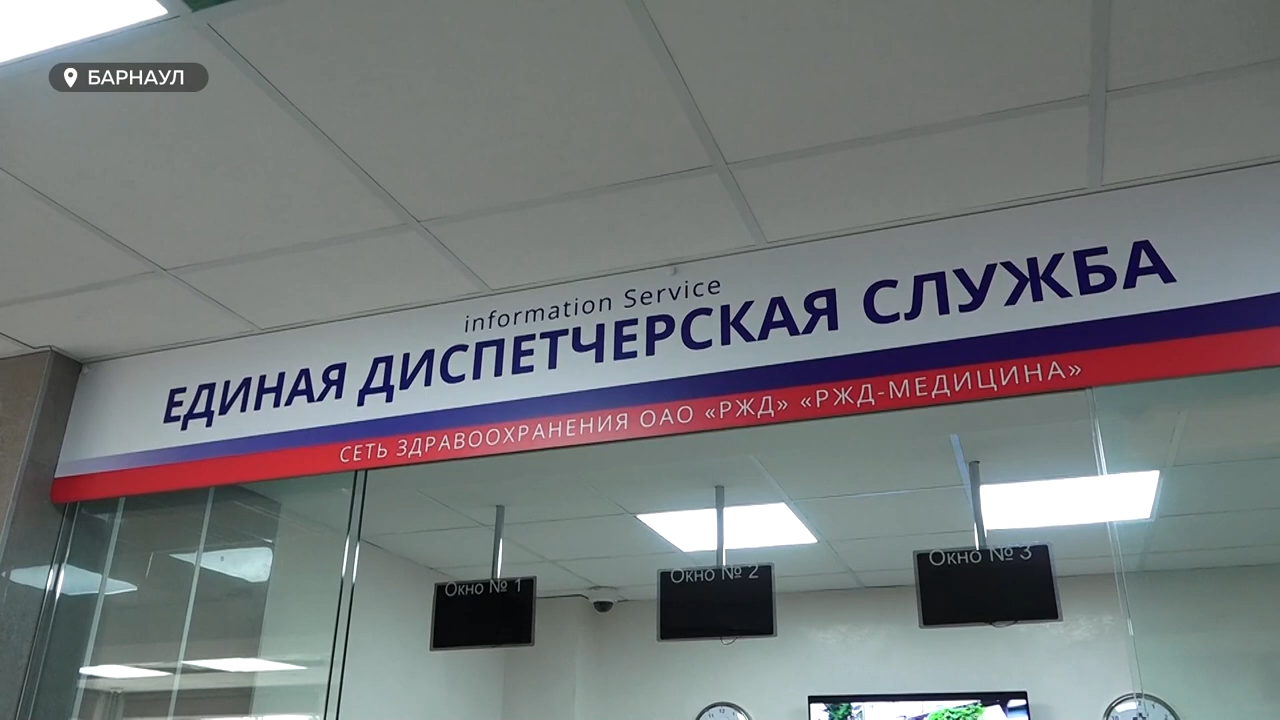 БАРНАУЛ
information Service
ЕДИНАЯ ДИСПЕТЧЕРСКАЯ СЛУЖБА
СЕТЬ ЗДРАВООХРАНЕНИЯ ОАО «РЖД» «РЖД-МЕДИЦИНА»
Окно № 1
Окно № 2
Окно № 3